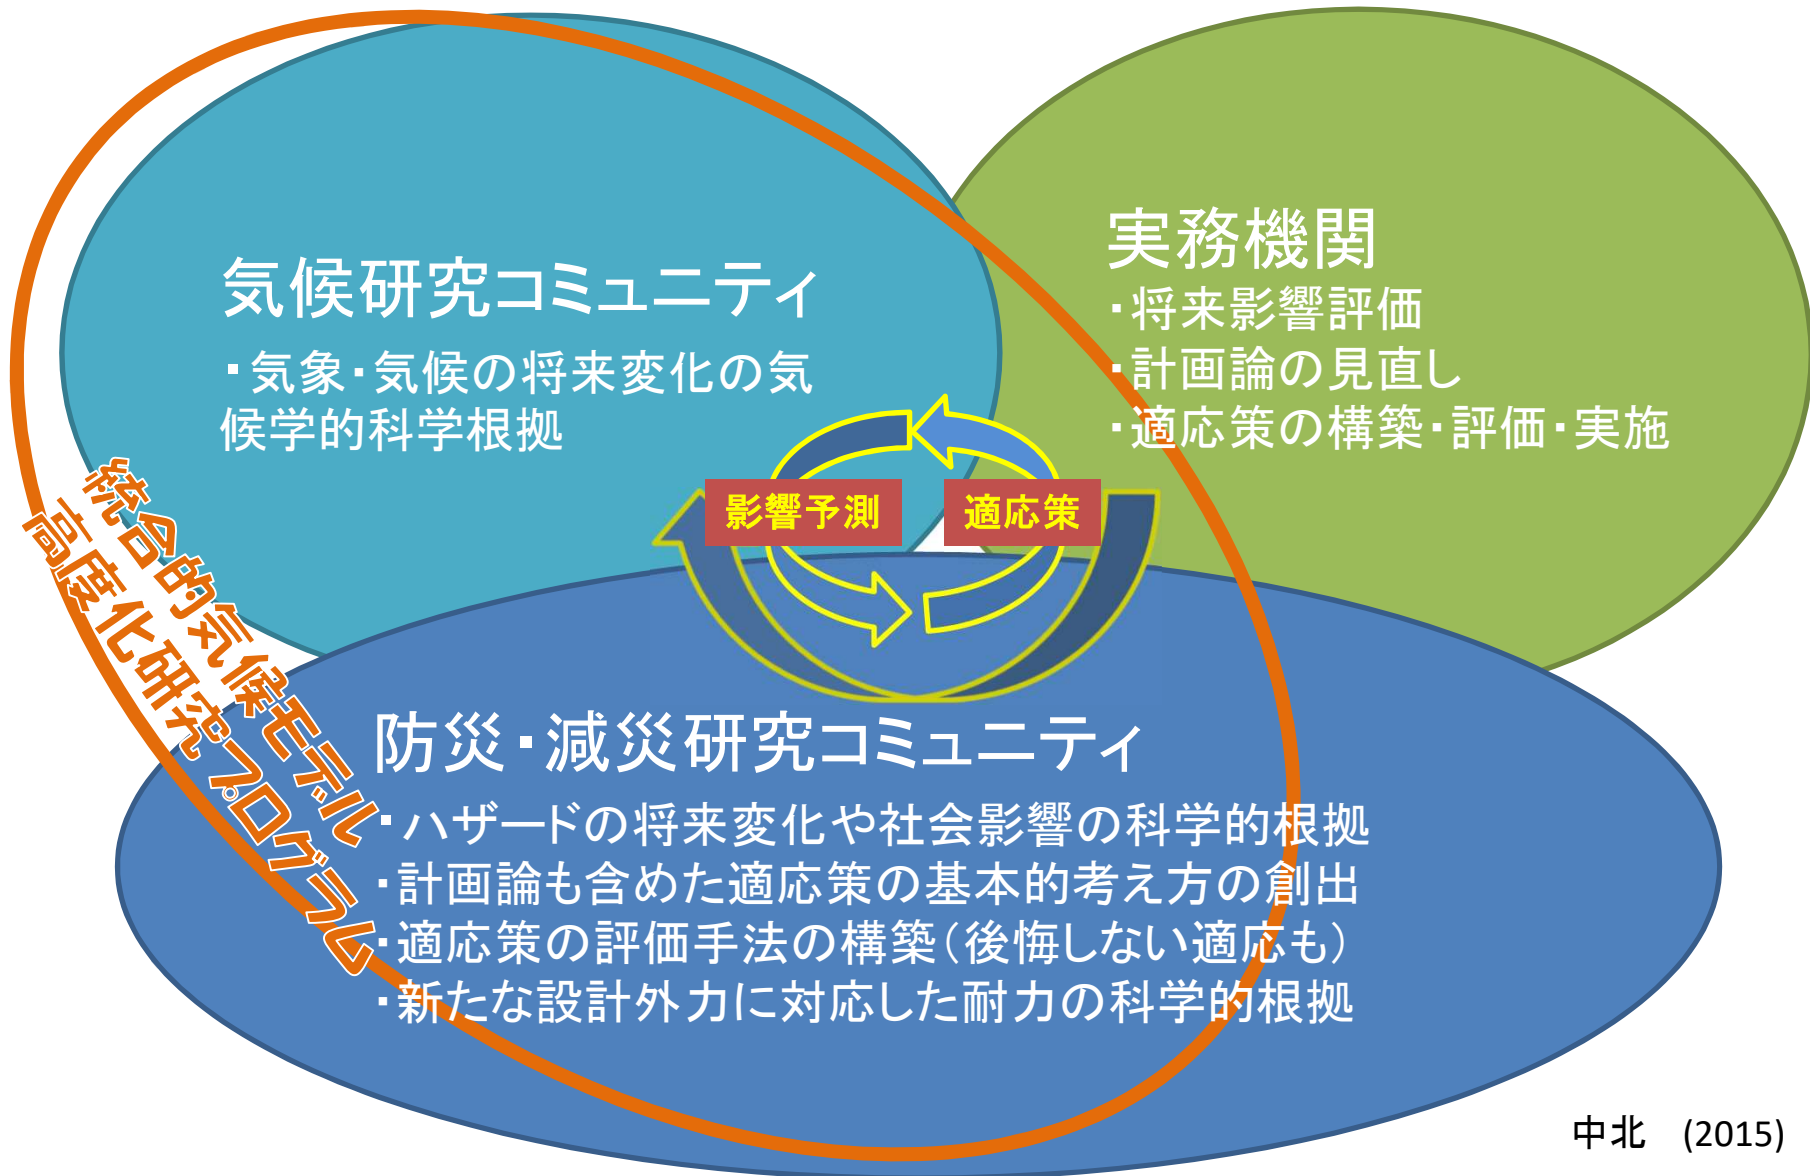 気候研究コミュニティ
・気象・気候の将来変化の気
候学的科学根拠
実務機関
・将来影響評価
・計画論の見直し
・適応策の構築・評価・実施
影響予測
適応策
統合的気候モデル
高度化研究プログラム
防災・減災研究コミュニティ
・ハザードの将来変化や社会影響の科学的根拠
・計画論も含めた適応策の基本的考え方の創出
・適応策の評価手法の構築（後悔しない適応も）
・新たな設計外力に対応した耐力の科学的根拠
中北　(2015)